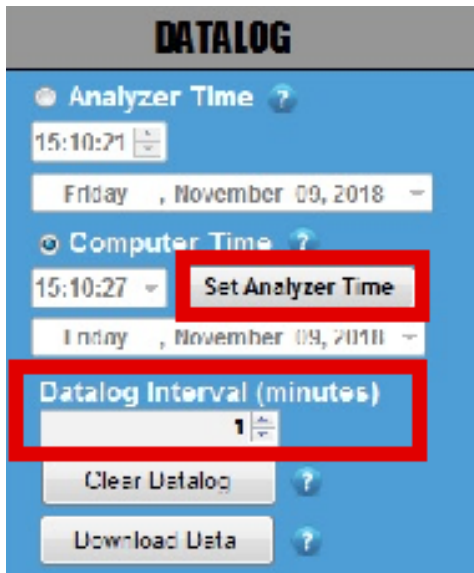 DATALOG
Analyzer Time ?
15:10:21
Friday , November 09, 2018
Computer Time ?
15:10:27 Set Analyzer Time
Friday , November 09, 2018
Datalog Interval (minutes)
1
Clear Datalog ?
Download Data ?